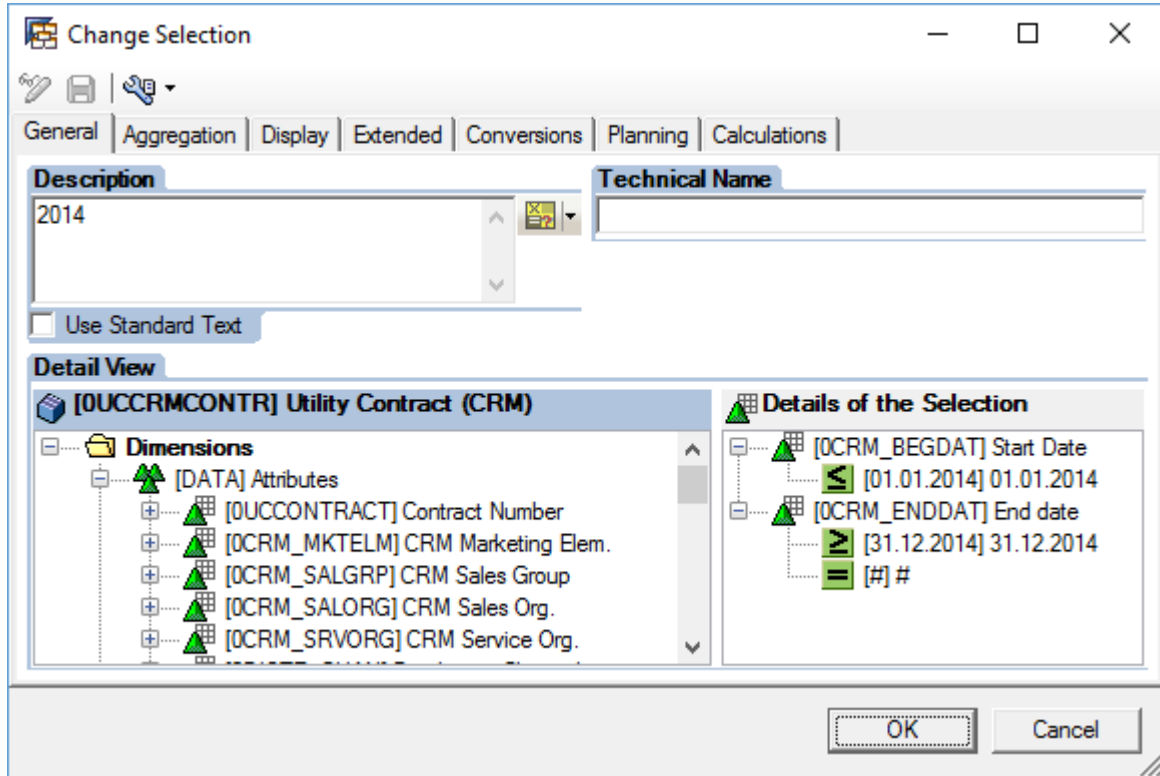 Change Selection
General Aggregation Display Extended Conversions Planning Calculations
Description
2014
Technical Name
Use Standard Text
Detail View
[0UCCRMCONTR] Utility Contract (CRM)
Dimensions
[DATA] Attributes
[0UCCONTRACT] Contract Number
[0CRM_MKTELM] CRM Marketing Elem.
[0CRM_SALGRP] CRM Sales Group
[0CRM_SALORG] CRM Sales Org.
[0CRM_SRVORG] CRM Service Org.
Details of the Selection
[0CRM_BEGDAT] Start Date
≤ [01.01.2014] 01.01.2014
[0CRM_ENDDAT] End date
≥ [31.12.2014] 31.12.2014
= [#] #
OK Cancel